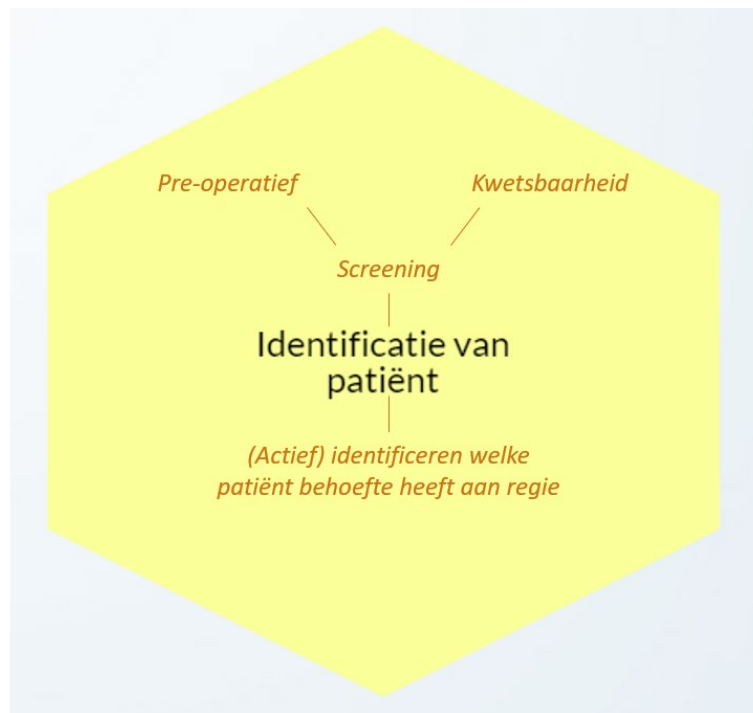 Pre-operatief
Kwetsbaarheid
Screening
Identificatie van
patiënt
(Actief) identificeren welke
patiënt behoefte heeft aan regie